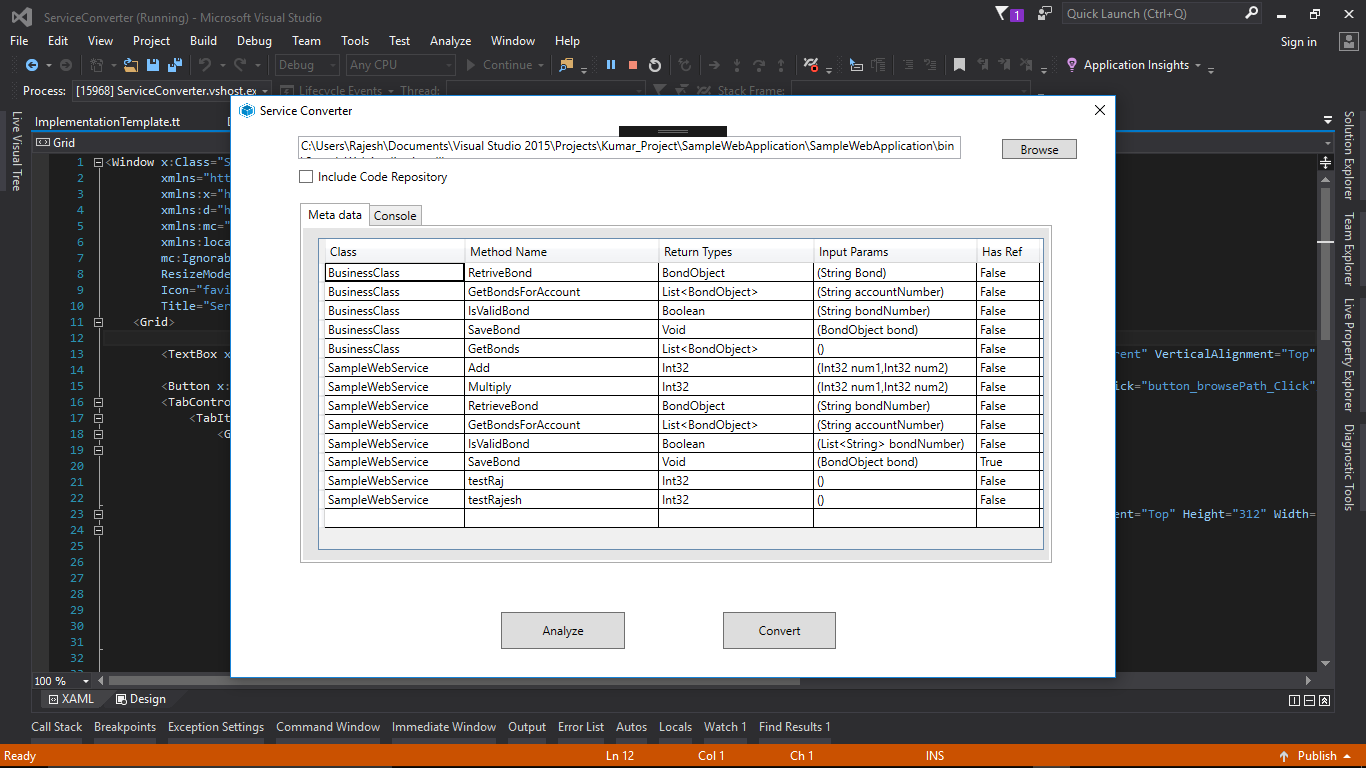 ServiceConverter (Running) - Microsoft Visual Studio
1
Quick Launch (Ctrl+Q)
File Edit View Project Build Debug Team Tools Test Analyze Window Help
Sign in
Debug Any CPU Continue Application Insights
Process: [15968] ServiceConverter.vshost.ex Lifecycle Events Thread: Stack Frame:
Service Converter
ImplementationTemplate.tt
Grid
C:\Users\Rajesh\Documents\Visual Studio 2015\Projects\Kumar_Project\SampleWebApplication\SampleWebApplication\bin
Browse
Include Code Repository
Meta data Console
Class Method Name Return Types Input Params Has Ref
BusinessClass RetriveBond BondObject (String Bond) False
BusinessClass GetBondsForAccount List<BondObject> (String accountNumber) False
BusinessClass IsValidBond Boolean (String bondNumber) False
BusinessClass SaveBond Void (BondObject bond) False
BusinessClass GetBonds List<BondObject> () False
SampleWebService Add Int32 (Int32 num1,Int32 num2) False
SampleWebService Multiply Int32 (Int32 num1,Int32 num2) False
SampleWebService RetrieveBond BondObject (String bondNumber) False
SampleWebService GetBondsForAccount List<BondObject> (String accountNumber) False
SampleWebService IsValidBond Boolean (List<String> bondNumber) False
SampleWebService SaveBond Void (BondObject bond) True
SampleWebService testRaj Int32 () False
SampleWebService testRajesh Int32 () False
Analyze Convert
1 <Window x:Class="S
2 xmlns="htt
3 xmlns:x="h
4 xmlns:d="h
5 xmlns:mc="
6 xmlns:loca
7 mc:Ignorab
8 ResizeMode
9 Icon="favi
10 Title="Ser
11 <Grid>
12
13 <TextBox x rent" VerticalAlignment="Top"
14
15 <Button x: ick="button_browsePath_Click"
16 <TabContro
17 <TabIt
18 <G
19
20
21
22
23 ent="Top" Height="312" Width=
24
25
26
27
28
29
30
31
32
Live Visual Tree
Solution Explorer
Team Explorer
Live Property Explorer
Diagnostic Tools
100 %
XAML Design
Call Stack Breakpoints Exception Settings Command Window Immediate Window Output Error List Autos Locals Watch 1 Find Results 1
Ready Ln 12 Col 1 Ch 1 INS Publish